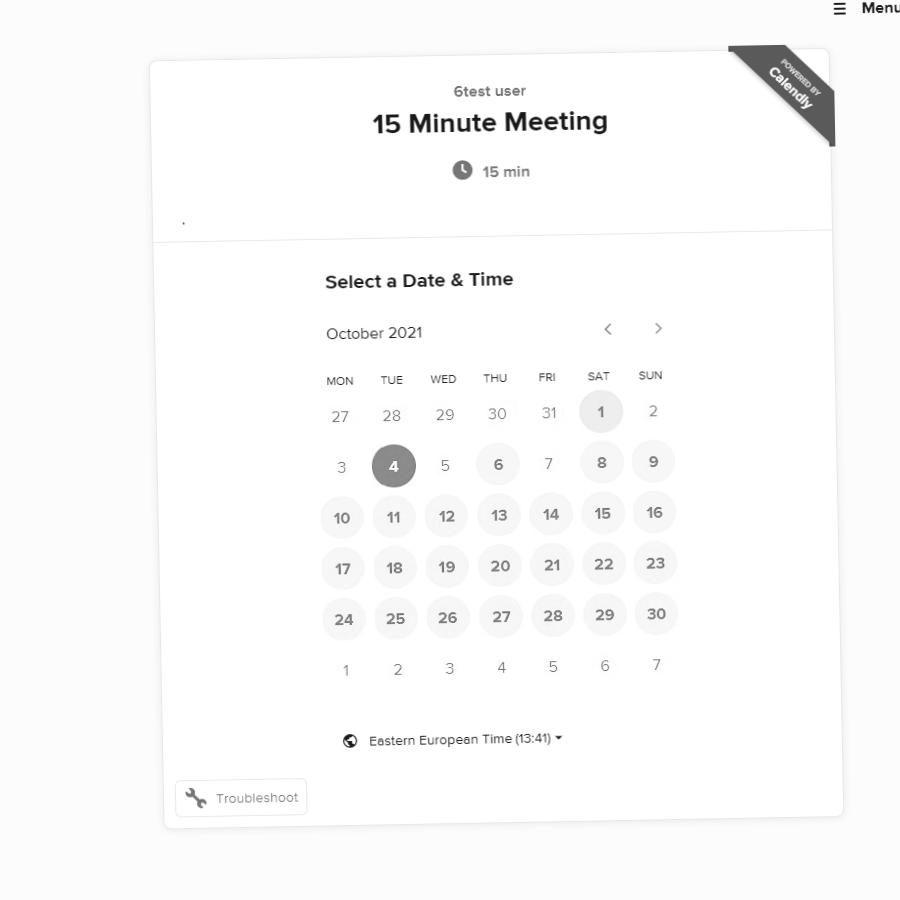 ☰ Menu
POWERED BY
Calendly
6test user
15 Minute Meeting
15 min
.
Select a Date & Time
October 2021
MON TUE WED THU FRI SAT SUN
27 28 29 30 31 1 2
3 4 5 6 7 8 9
10 11 12 13 14 15 16
17 18 19 20 21 22 23
24 25 26 27 28 29 30
1 2 3 4 5 6 7
Eastern European Time (13:41)
Troubleshoot